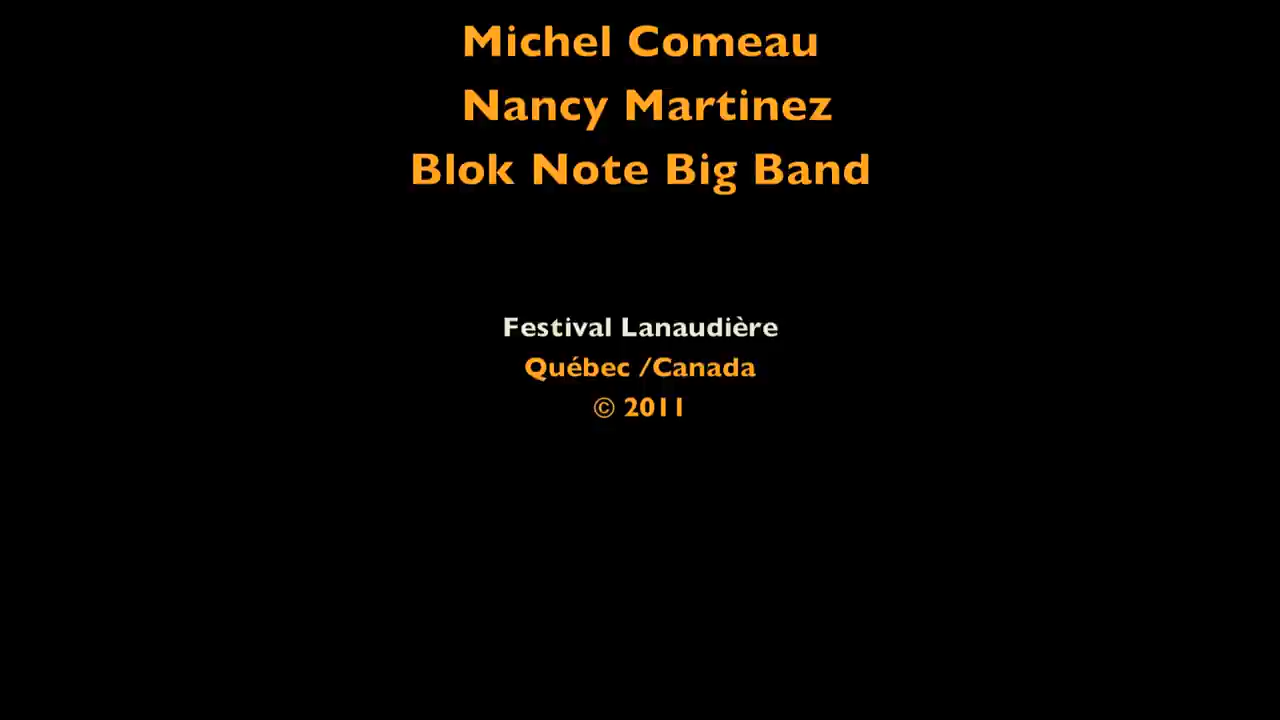 Michel Comeau
Nancy Martinez
Blok Note Big Band
Festival Lanaudière
Québec /Canada
© 2011